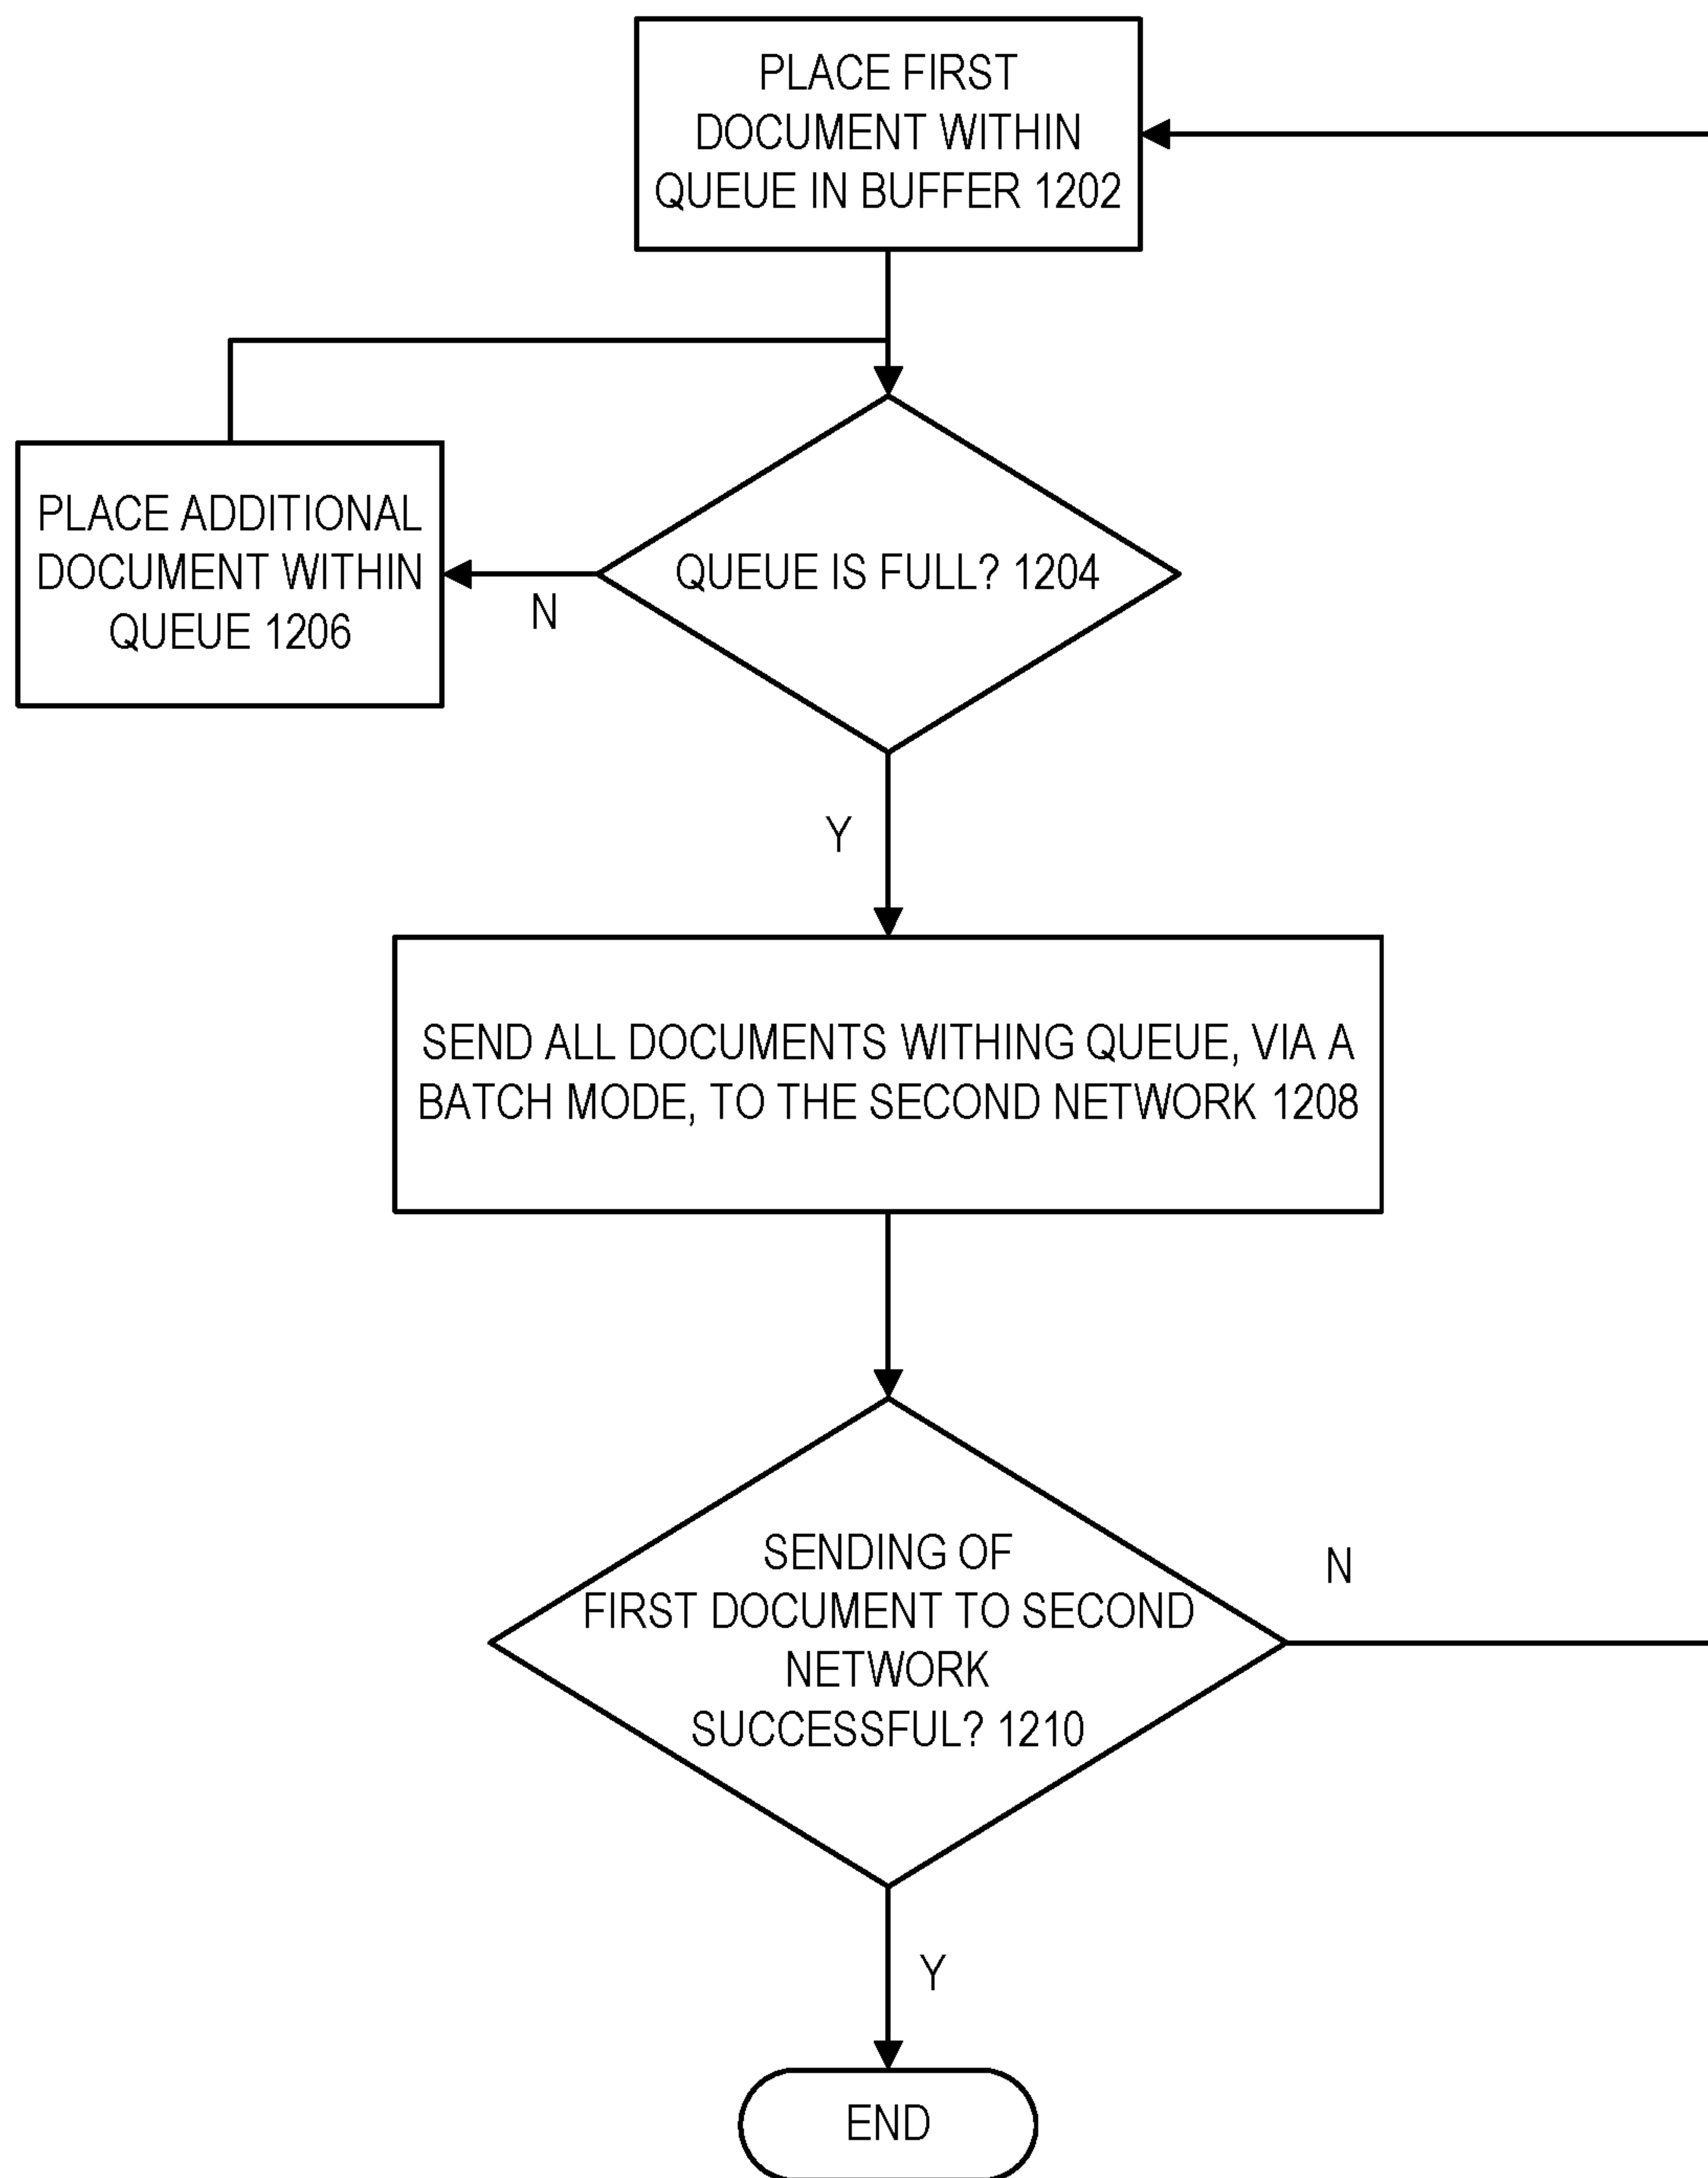 PLACE FIRST
DOCUMENT WITHIN
QUEUE IN BUFFER 1202
PLACE ADDITIONAL
DOCUMENT WITHIN
QUEUE 1206
QUEUE IS FULL? 1204
N
Y
SEND ALL DOCUMENTS WITHING QUEUE, VIA A
BATCH MODE, TO THE SECOND NETWORK 1208
SENDING OF
FIRST DOCUMENT TO SECOND
NETWORK
SUCCESSFUL? 1210
N
Y
END